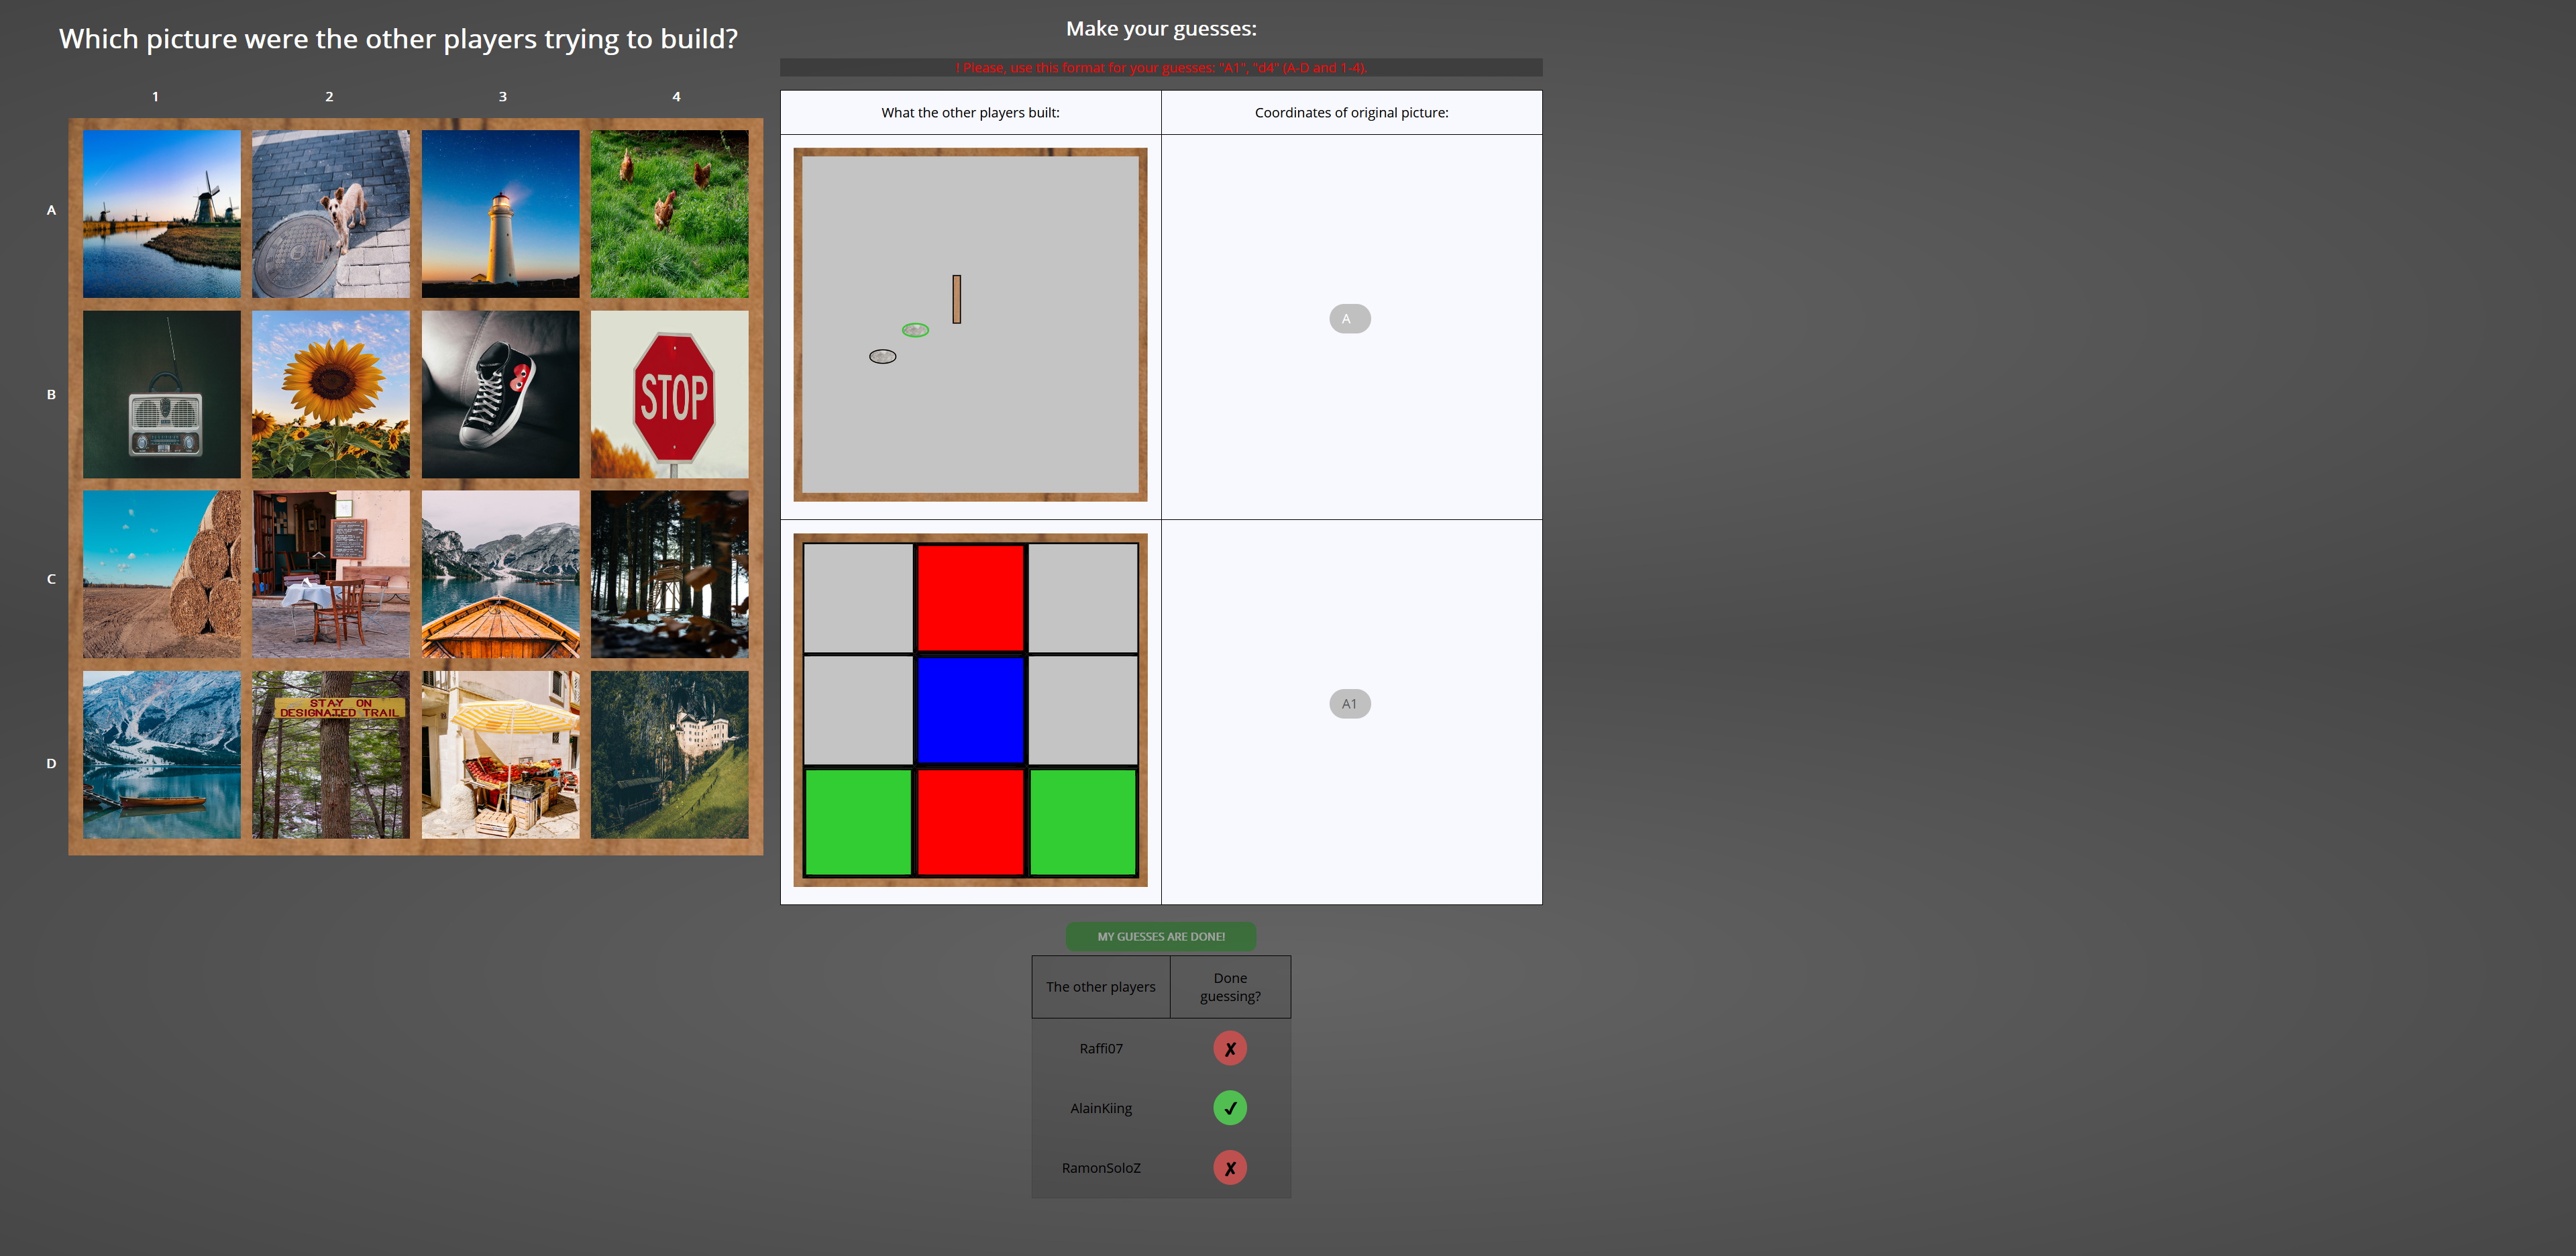 Which picture were the other players trying to build?
1 2 3 4
A
B
C
D
STOP
STAY ON
DESIGNATED TRAIL
Make your guesses:
! Please, use this format for your guesses: "A1", "d4" (A-D and 1-4).
What the other players built: Coordinates of original picture:
A
A1
MY GUESSES ARE DONE!
The other players Done
guessing?
Raffi07
AlainKiing
RamonSoloZ